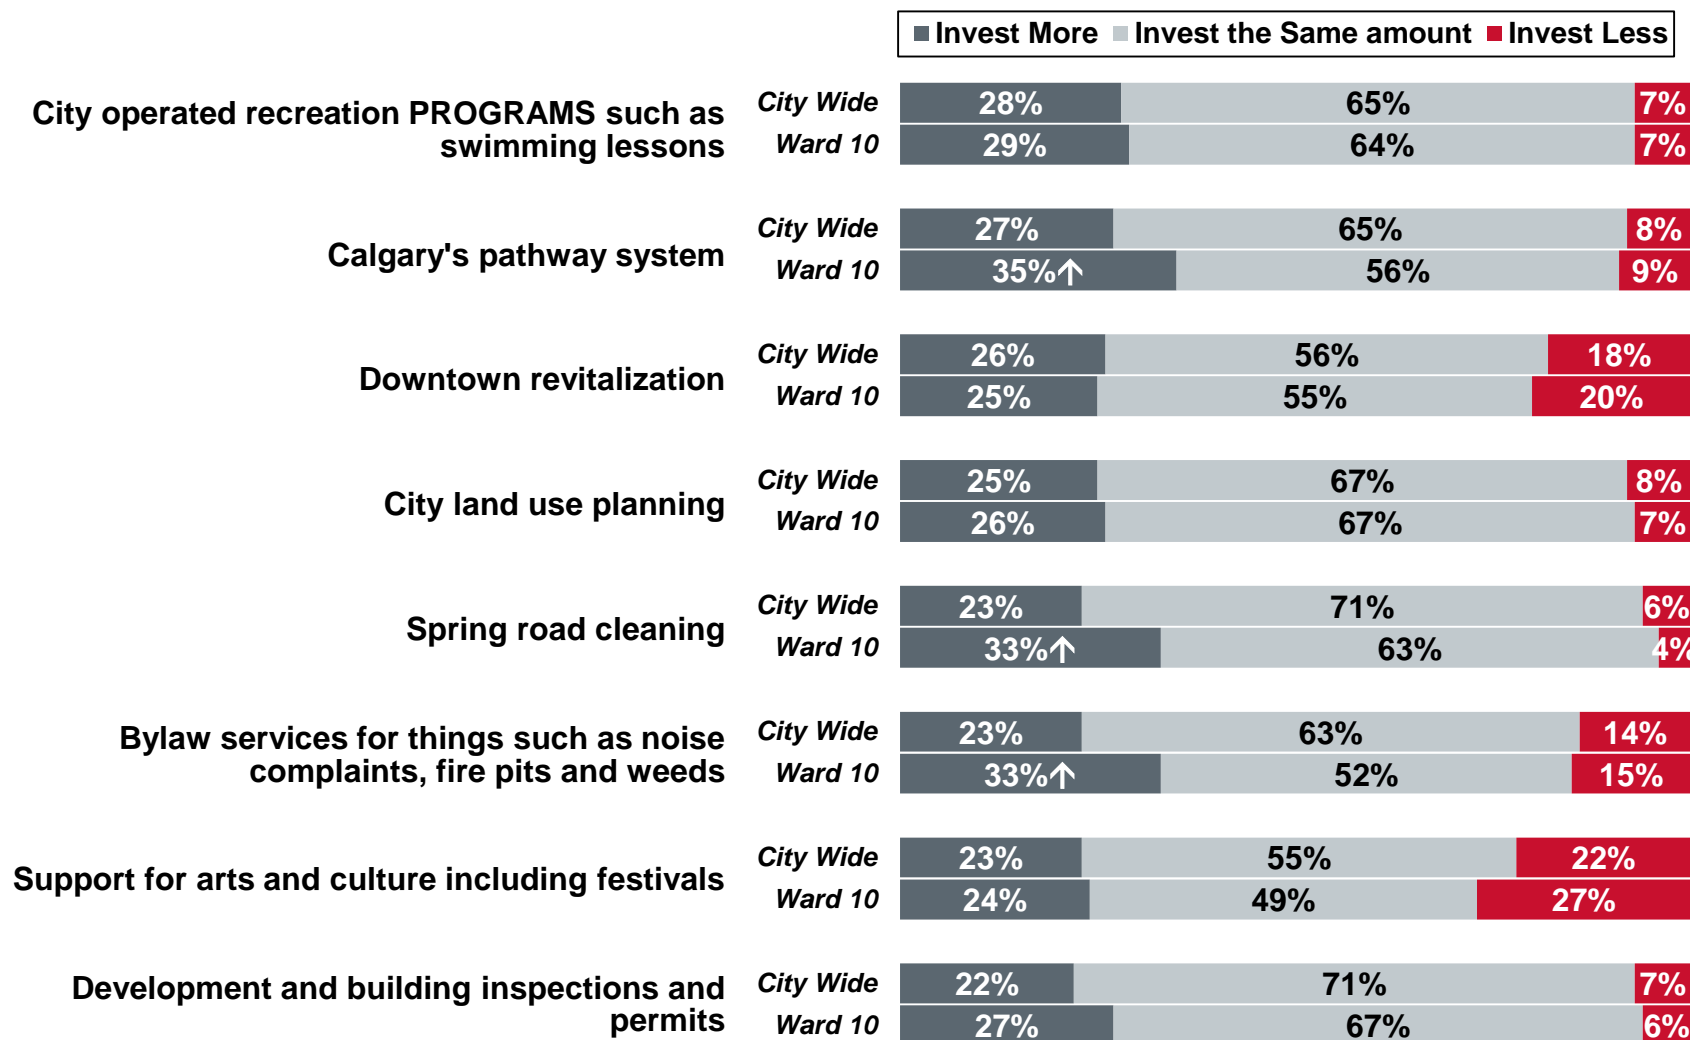 Invest More Invest the Same amount Invest Less
City operated recreation PROGRAMS such as
swimming lessons
City Wide 28% 65% 7%
Ward 10 29% 64% 7%
Calgary's pathway system
City Wide 27% 65% 8%
Ward 10 35%↑ 56% 9%
Downtown revitalization
City Wide 26% 56% 18%
Ward 10 25% 55% 20%
City land use planning
City Wide 25% 67% 8%
Ward 10 26% 67% 7%
Spring road cleaning
City Wide 23% 71% 6%
Ward 10 33%↑ 63% 4%
Bylaw services for things such as noise
complaints, fire pits and weeds
City Wide 23% 63% 14%
Ward 10 33%↑ 52% 15%
Support for arts and culture including festivals
City Wide 23% 55% 22%
Ward 10 24% 49% 27%
Development and building inspections and
permits
City Wide 22% 71% 7%
Ward 10 27% 67% 6%